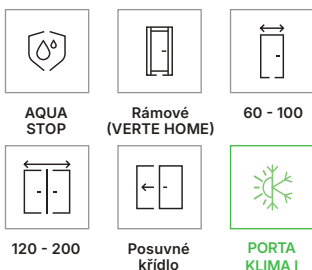 AQUA
STOP
Rámové
(VERTE HOME)
60 - 100
120 - 200
Posuvné
křídlo
PORTA
KLIMA I